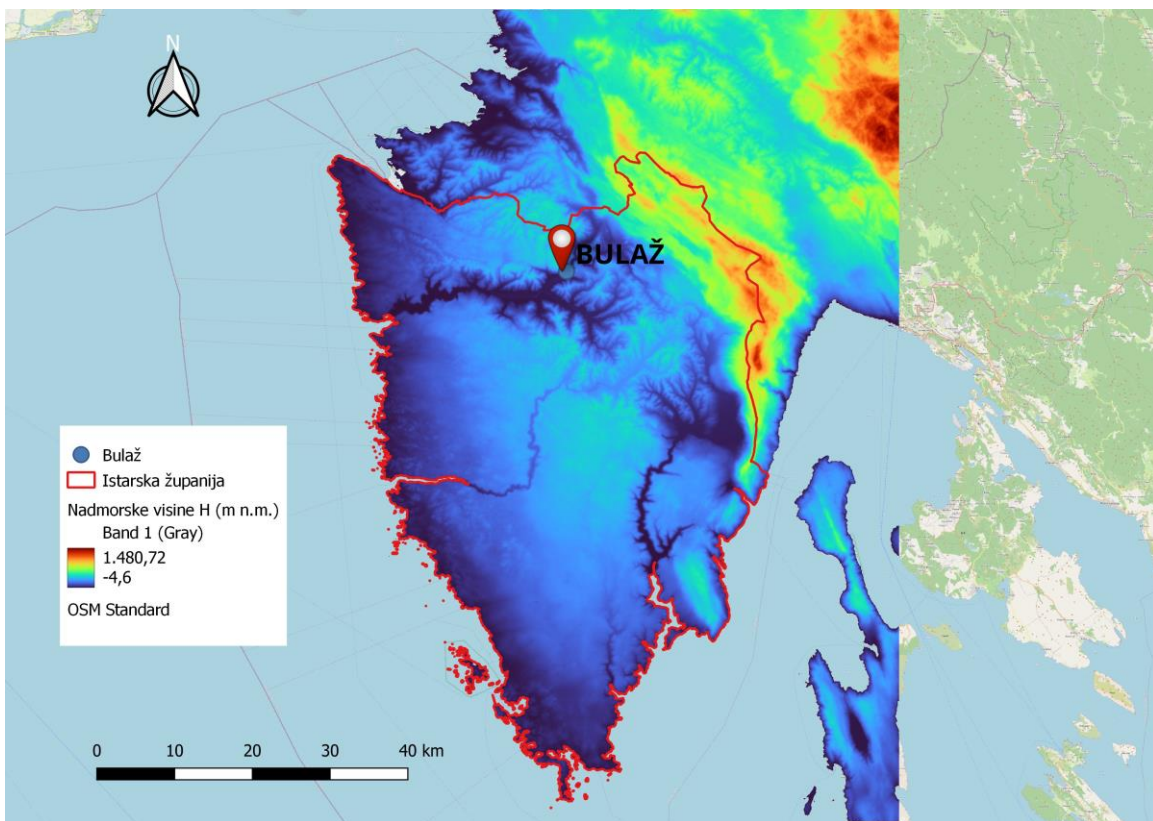 N
BULAŽ
Bulaž
Istarska županija
Nadmorske visine H (m n.m.)
Band 1 (Gray)
1.480,72
-4,6
OSM Standard
0 10 20 30 40 km